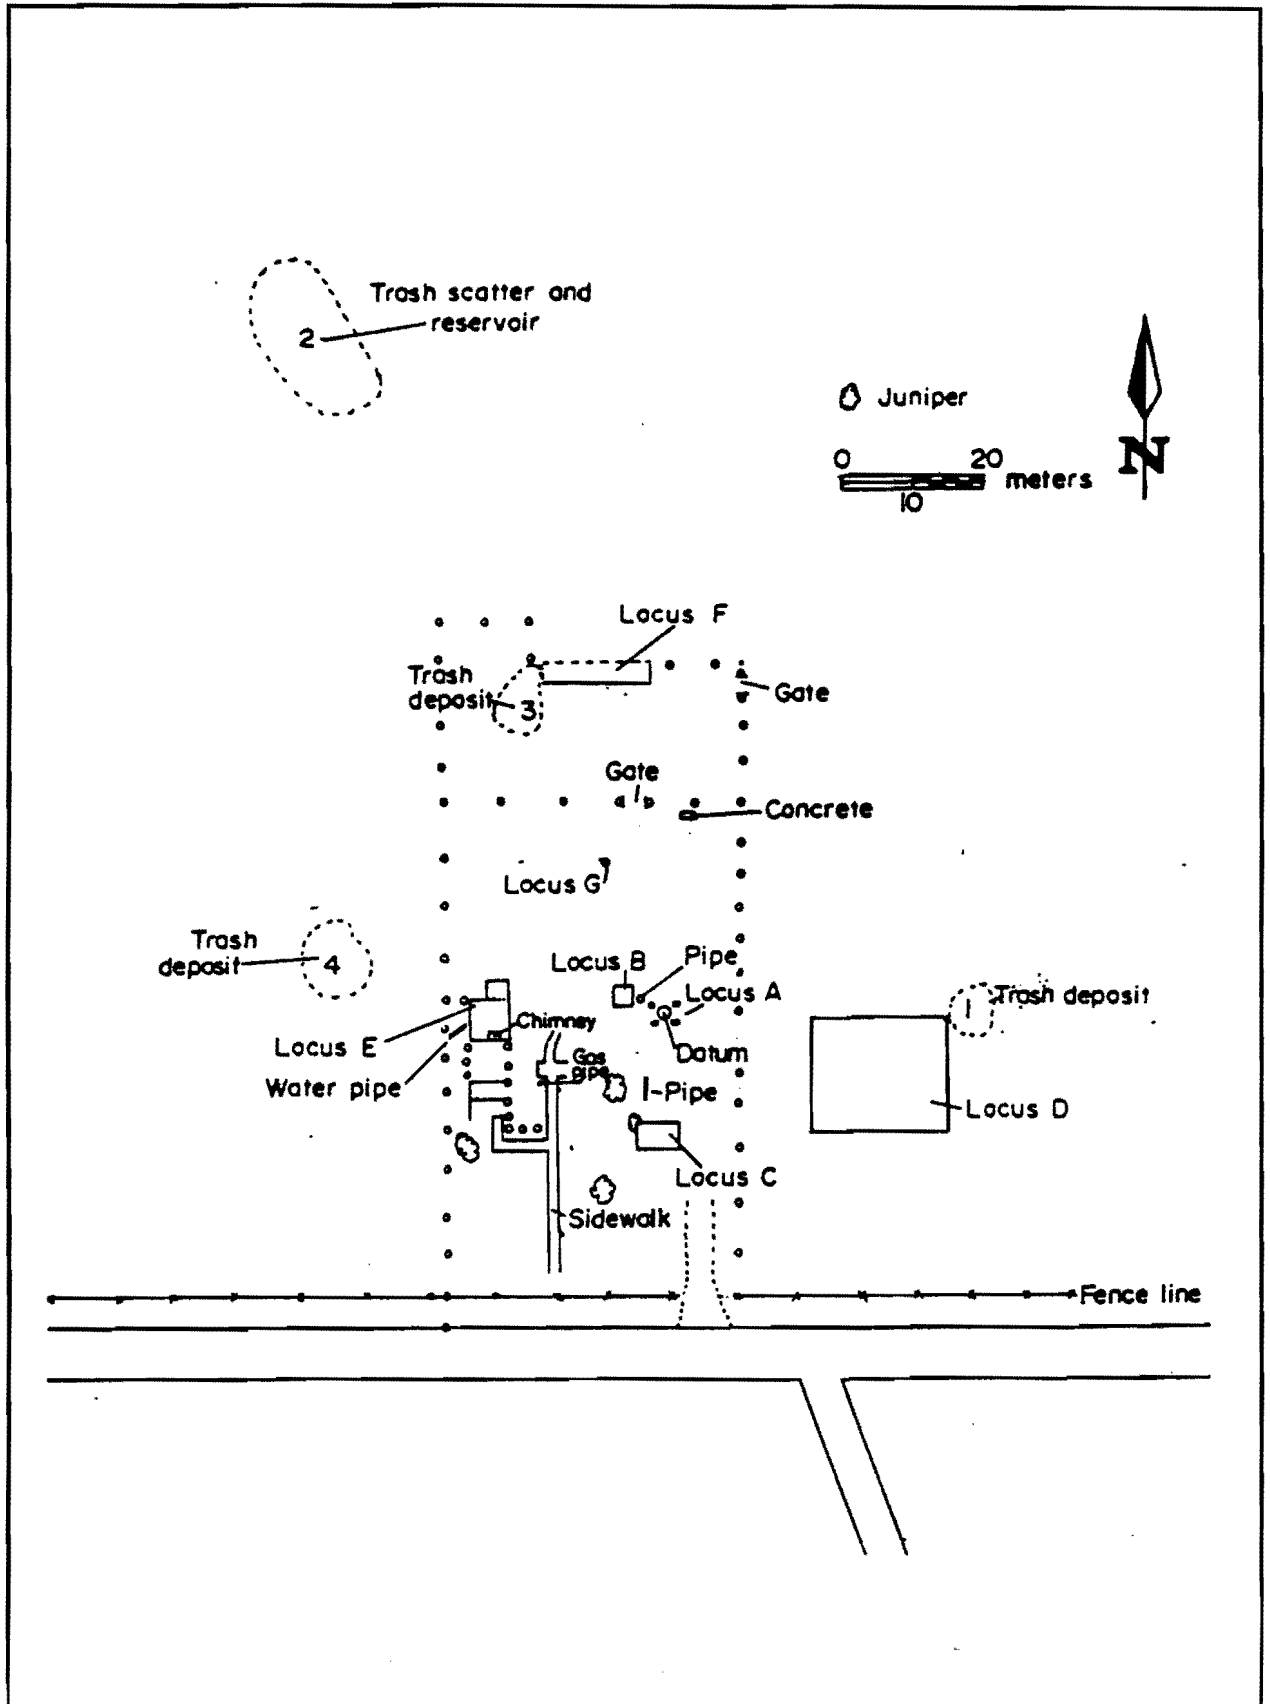 Trash scatter and
reservoir
2
Juniper
0 20
meters
10
N
Locus F
Trash
deposit
3
Gate
Gate
Concrete
Locus G
Trash
deposit
4
Locus B
Pipe
Locus A
1
Trash deposit
Chimney
Locus E
Datum
Gas
pipe
Water pipe
Pipe
Locus D
Locus C
Sidewalk
Fence line